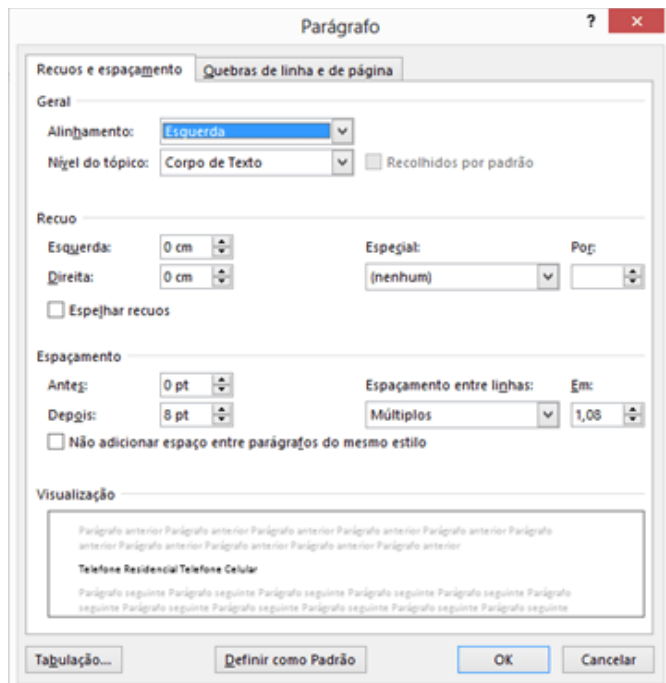 Parágrafo ? ×
Recuos e espaçamento Quebras de linha e de página
Geral
Alinhamento: Esquerda
Nível do tópico: Corpo de Texto Recolhidos por padrão
Recuo
Esquerda: 0 cm Especial: Por:
Direita: 0 cm (nenhum)
Espelhar recuos
Espaçamento
Antes: 0 pt Espaçamento entre linhas: Em:
Depois: 8 pt Múltiplos 1,08
Não adicionar espaço entre parágrafos do mesmo estilo
Visualização
Parágrafo anterior Parágrafo anterior Parágrafo anterior Parágrafo anterior Parágrafo anterior Parágrafo
anterior Parágrafo anterior Parágrafo anterior Parágrafo anterior Parágrafo anterior
Telefone Residencial Telefone Celular
Parágrafo seguinte Parágrafo seguinte Parágrafo seguinte Parágrafo seguinte Parágrafo seguinte Parágrafo
seguinte Parágrafo seguinte Parágrafo seguinte Parágrafo seguinte Parágrafo seguinte Parágrafo seguinte
Tabulação... Definir como Padrão OK Cancelar